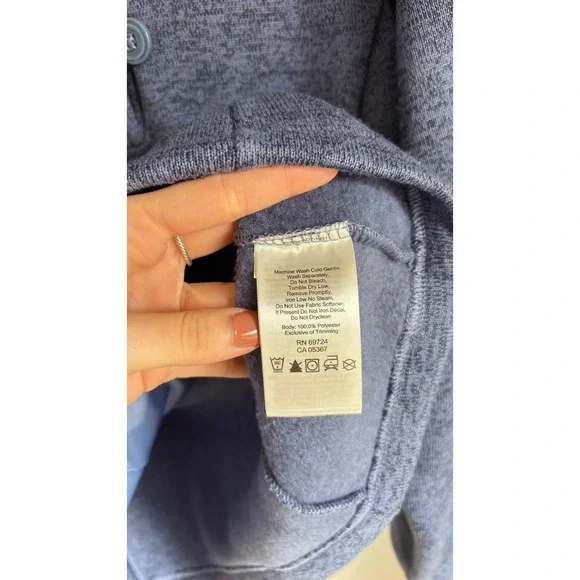 Machine Wash Cold Gentle,
Wash Separately,
Do Not Bleach,
Tumble Dry Low,
Remove Promptly,
Iron Low No Steam,
Do Not Use Fabric Softener,
If Present Do Not Iron Decal,
Do Not Dryclean
Body: 100.0% Polyester
Exclusive of Trimming
RN 69724
CA 05367